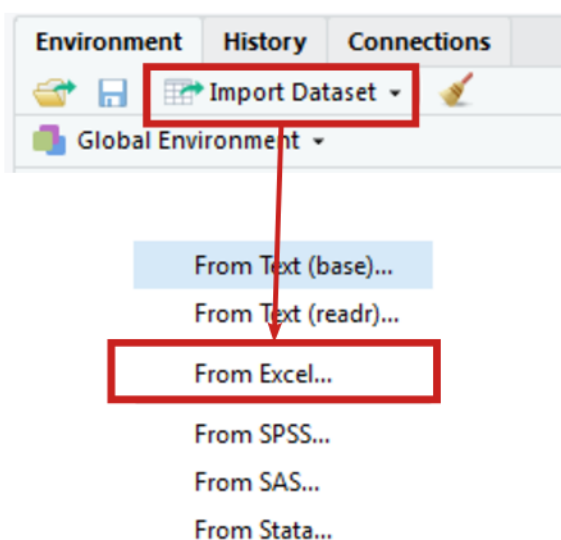 Environment History Connections
Import Dataset
Global Environment
From Text (base)...
From Text (readr)...
From Excel...
From SPSS...
From SAS...
From Stata...